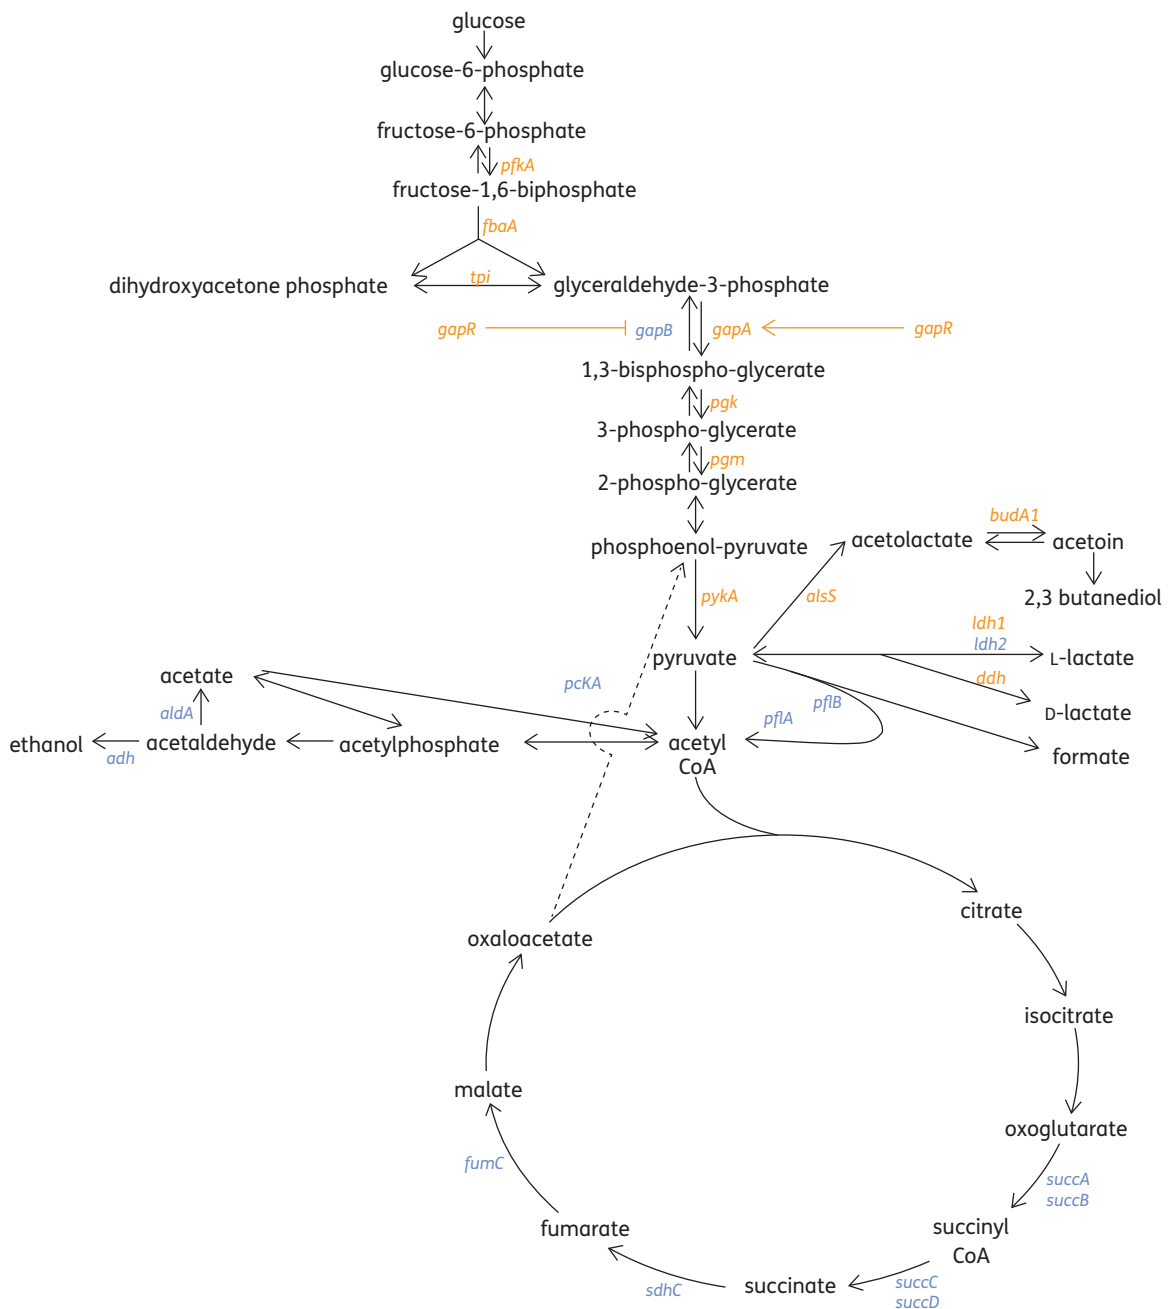 glucose
glucose-6-phosphate
fructose-6-phosphate
pfkA
fructose-1,6-biphosphate
fbaA
dihydroxyacetone phosphate
tpi
glyceraldehyde-3-phosphate
gapR
gapB
gapA
gapR
1,3-bisphospho-glycerate
pgk
3-phospho-glycerate
pgm
2-phospho-glycerate
phosphoenol-pyruvate
acetolactate
budA1
acetoin
2,3 butanediol
pykA
alsS
ldh1
ldh2
pyruvate
L-lactate
ddh
D-lactate
acetate
pcKA
pflB
pflA
aldA
ethanol
adh
acetaldehyde
acetylphosphate
acetyl
CoA
formate
citrate
oxaloacetate
isocitrate
malate
oxoglutarate
fumC
succA
succB
fumarate
succinyl
CoA
sdhC
succinate
succC
succD